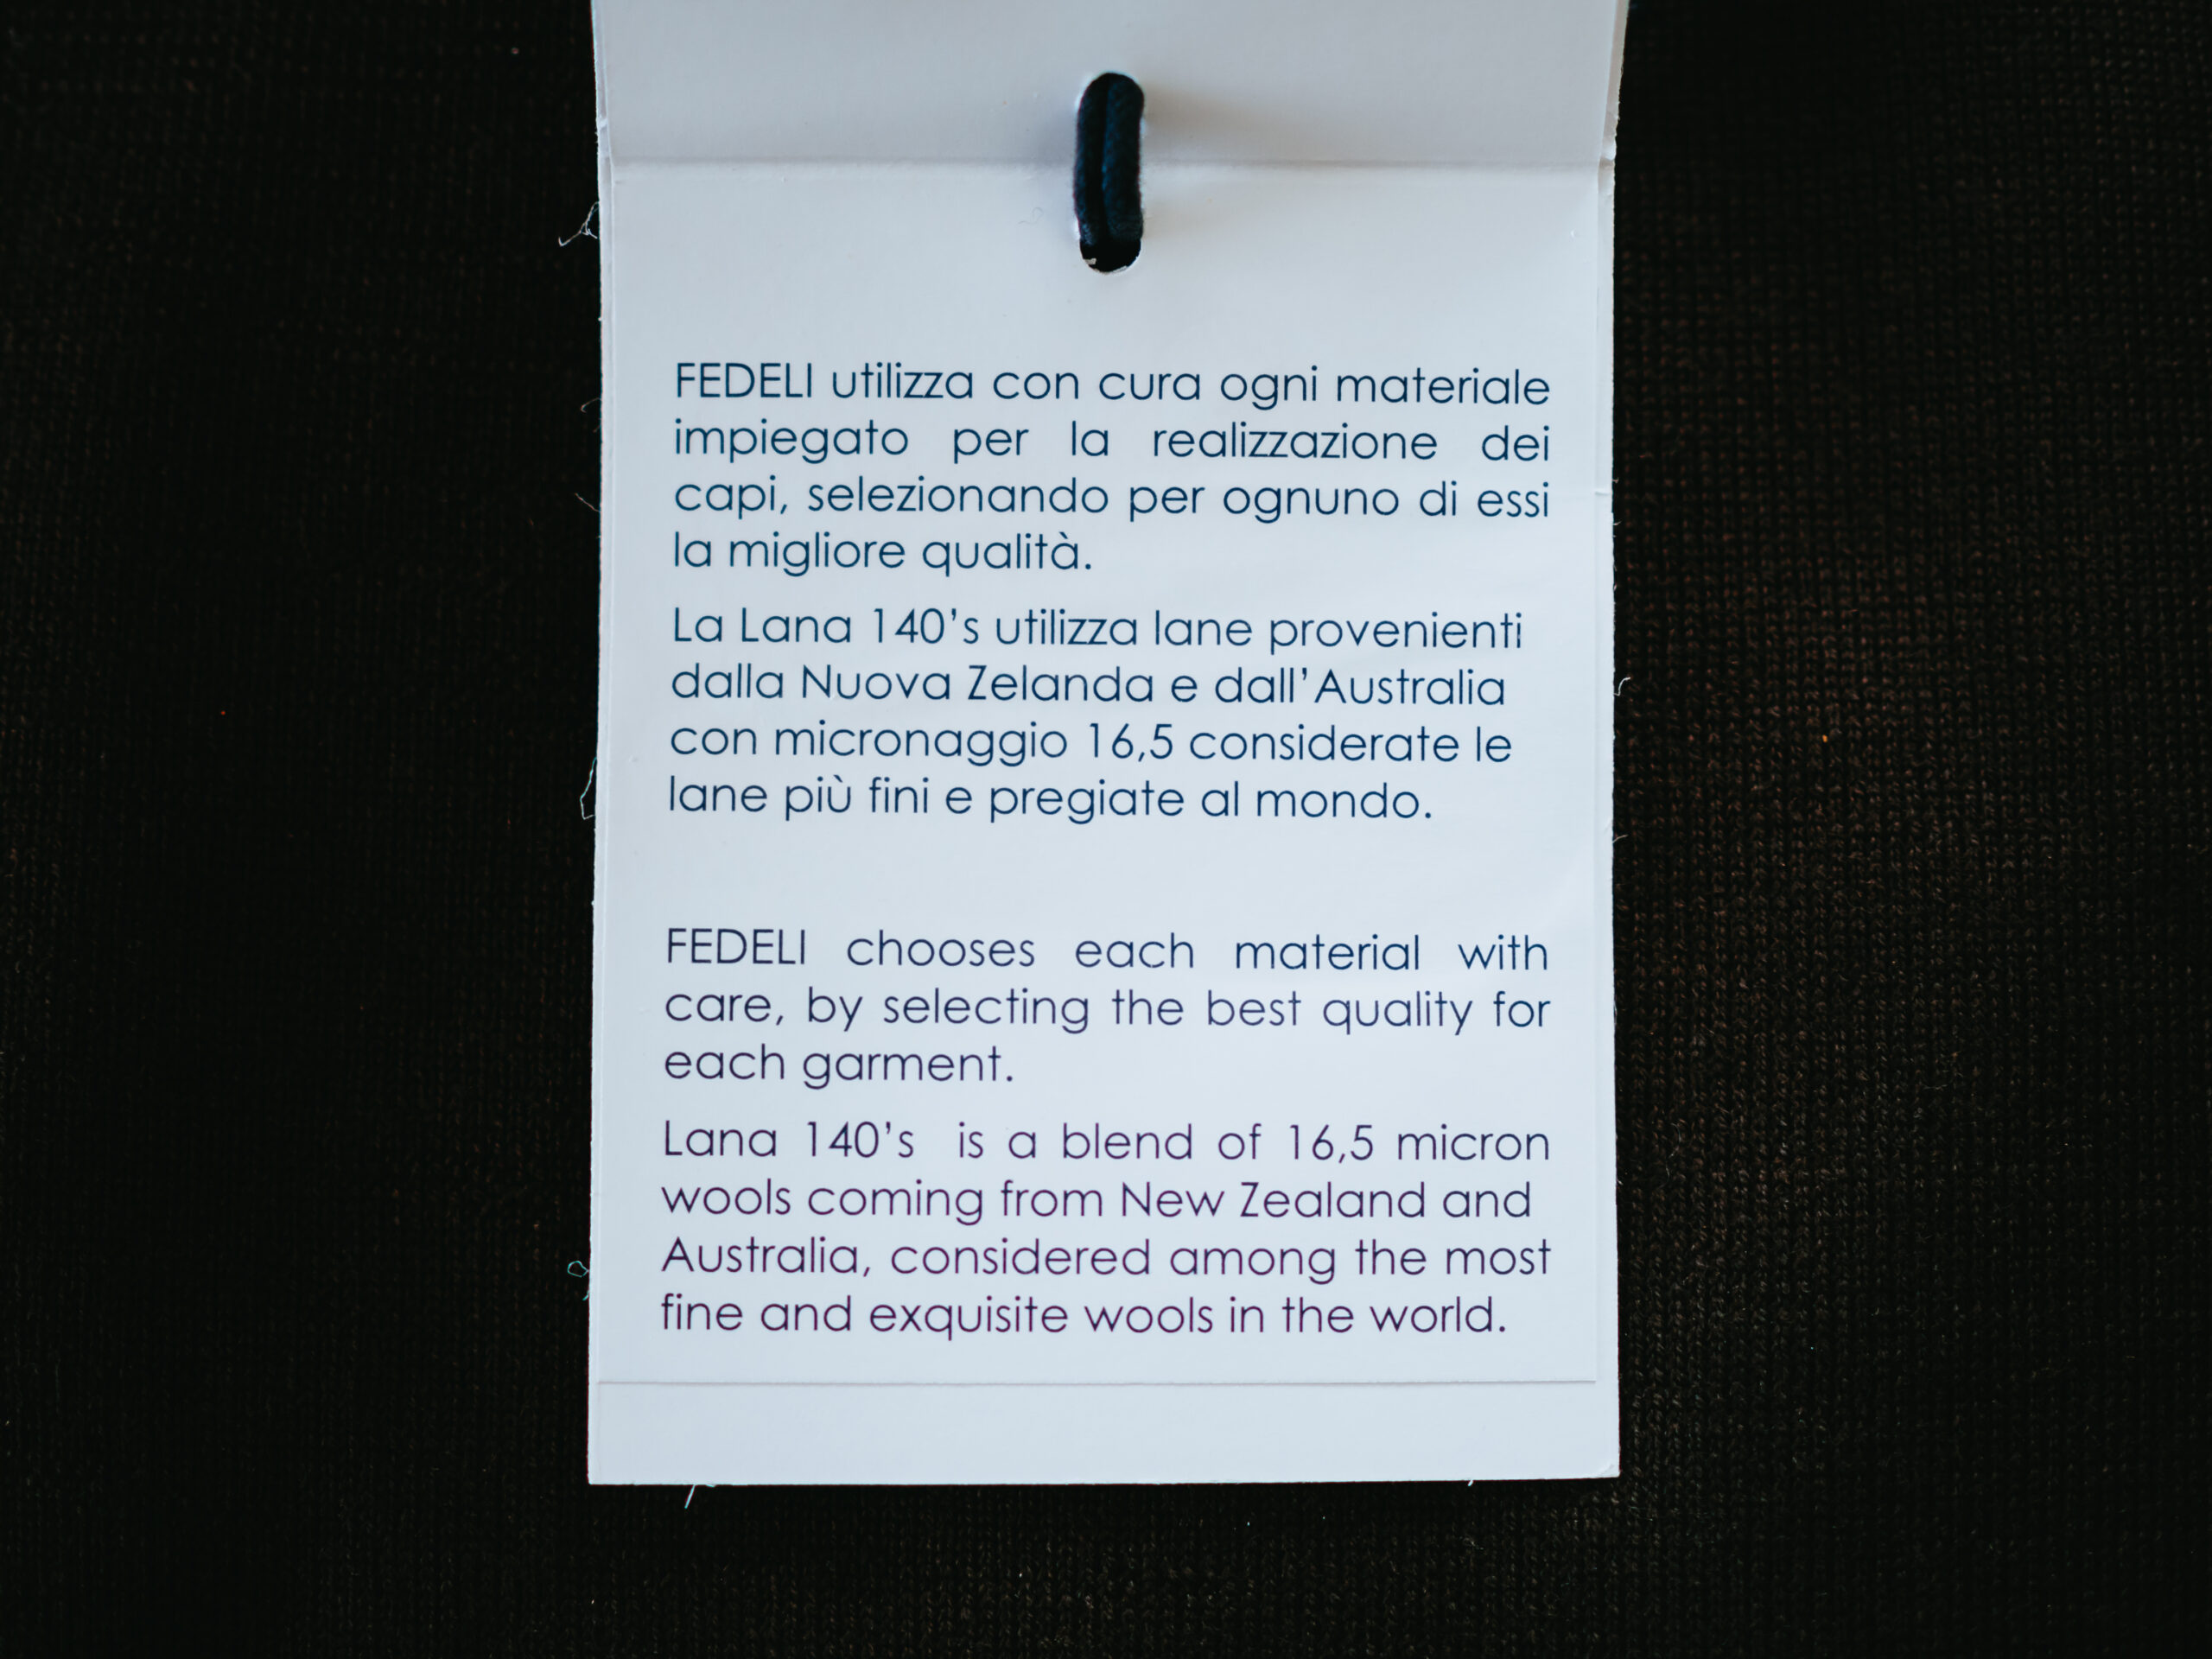 FEDELI utilizza con cura ogni materiale
impiegato per la realizzazione dei
capi, selezionando per ognuno di essi
la migliore qualità.
La Lana 140's utilizza lane provenienti
dalla Nuova Zelanda e dall'Australia
con micronaggio 16,5 considerate le
lane più fini e pregiate al mondo.
FEDELI chooses each material with
care, by selecting the best quality for
each garment.
Lana 140's is a blend of 16,5 micron
wools coming from New Zealand and
Australia, considered among the most
fine and exquisite wools in the world.